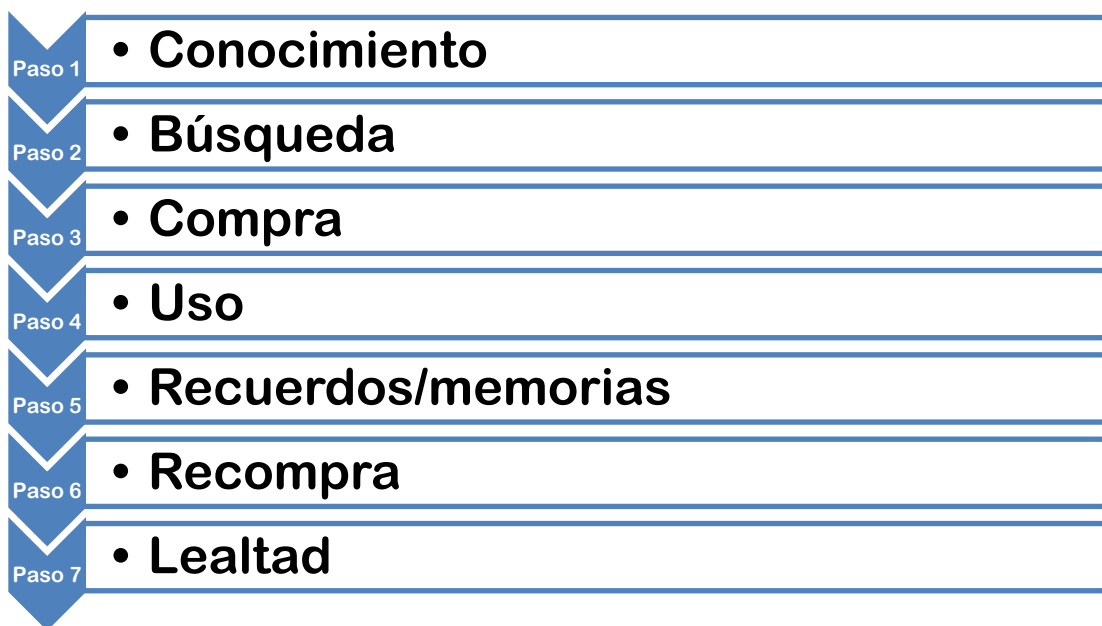 Paso 1
• Conocimiento
Paso 2
• Búsqueda
Paso 3
• Compra
Paso 4
• Uso
Paso 5
• Recuerdos/memorias
Paso 6
• Recompra
Paso 7
• Lealtad